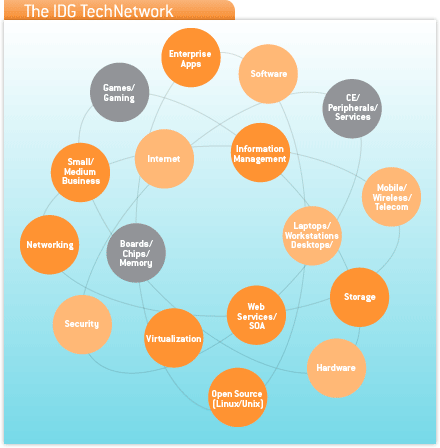 The IDG TechNetwork
Enterprise
Apps
Software
Games/
Gaming
CE/
Peripherals/
Services
Internet
Information
Management
Small/
Medium
Business
Mobile/
Wireless/
Telecom
Networking
Boards/
Chips/
Memory
Laptops/
Workstations
Desktops/
Storage
Security
Web
Services/
SOA
Virtualization
Hardware
Open Source
(Linux/Unix)